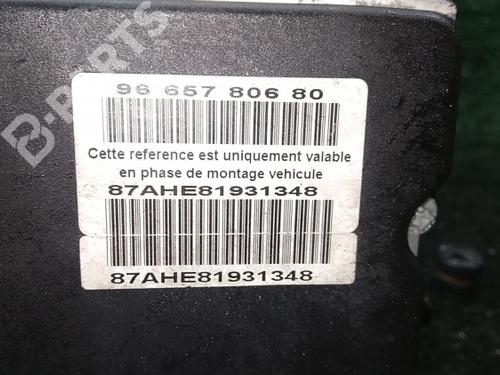 B-PARTS
96 657 806 80
Cette reference est uniquement valable
en phase de montage vehicule
87AHE81931348
87AHE81931348